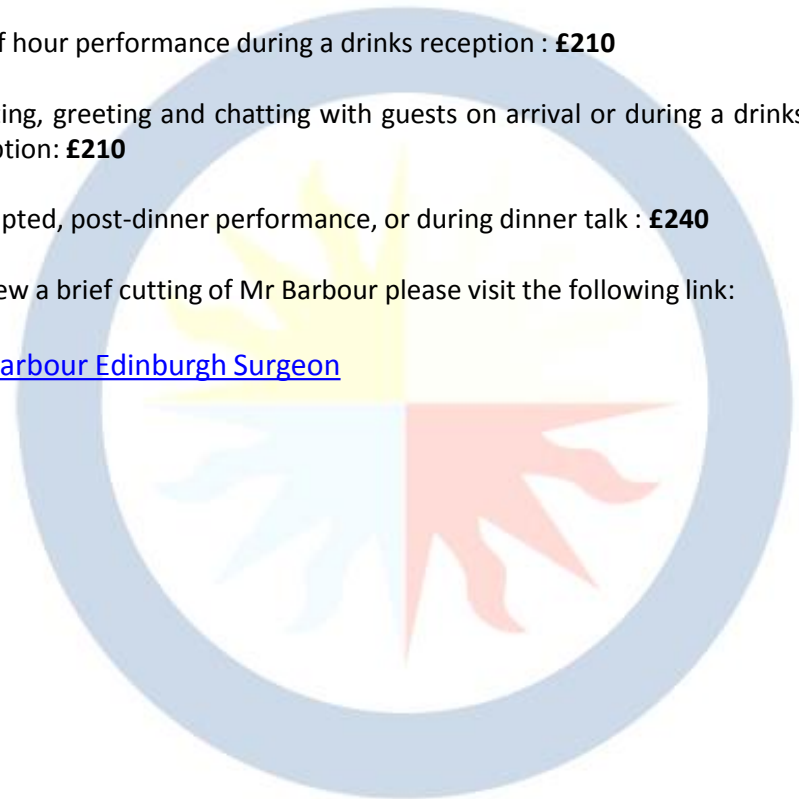 f hour performance during a drinks reception : £210
ting, greeting and chatting with guests on arrival or during a drinks
ption: £210
pted, post-dinner performance, or during dinner talk : £240
ew a brief cutting of Mr Barbour please visit the following link:
arbour Edinburgh Surgeon